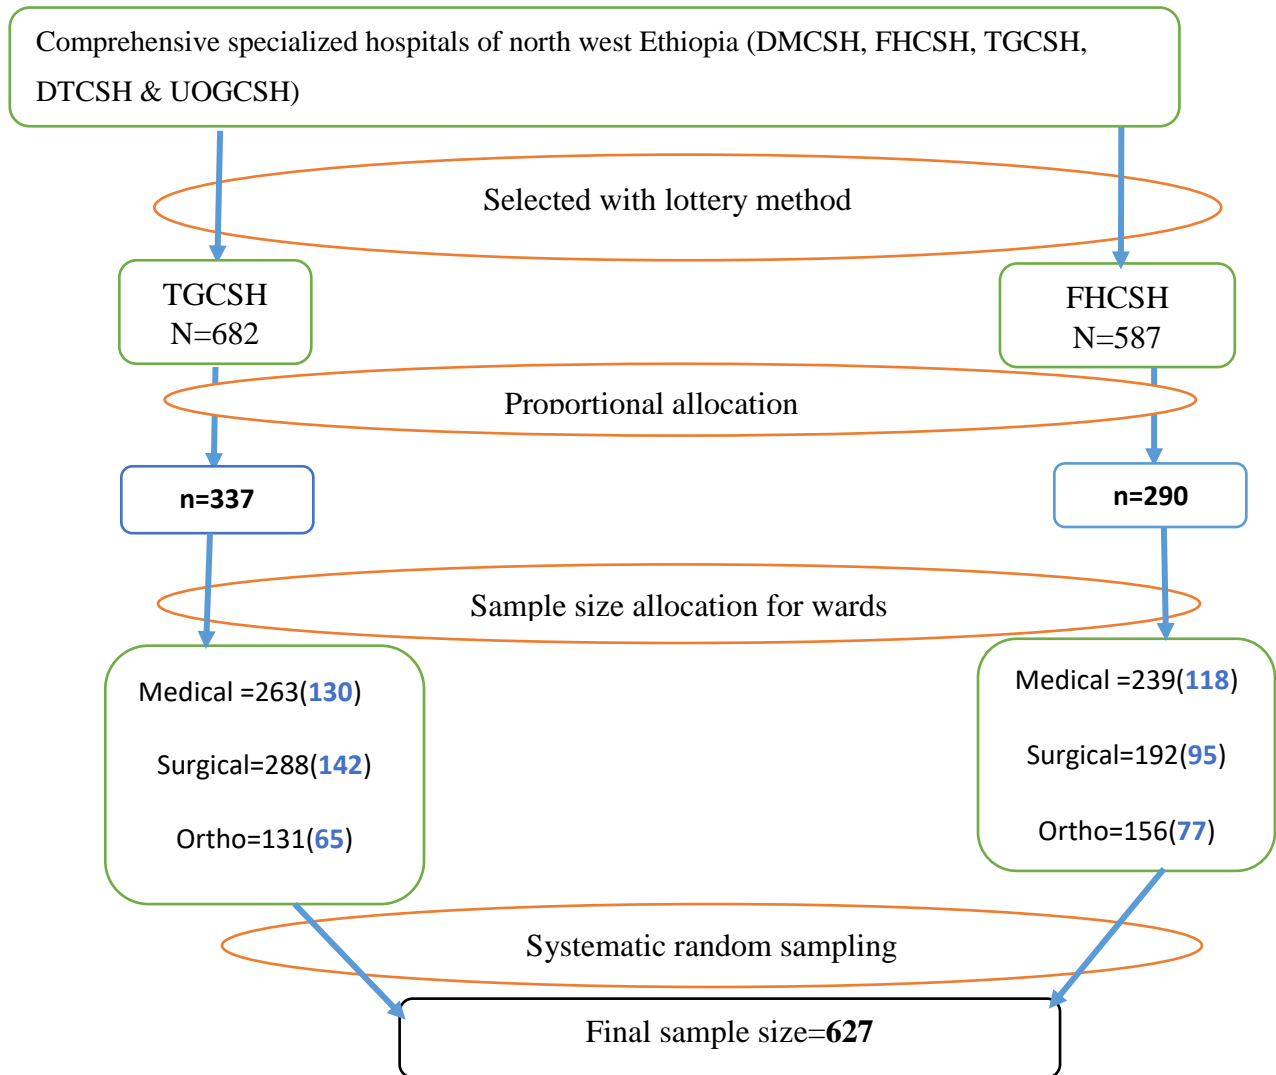 Comprehensive specialized hospitals of north west Ethiopia (DMCSH, FHCSH, TGCSH,
DTCSH & UOGCSH)
Selected with lottery method
TGCSH
N=682
FHCSH
N=587
Proportional allocation
n=337
n=290
Sample size allocation for wards
Medical =263(130)
Surgical=288(142)
Ortho=131(65)
Medical =239(118)
Surgical=192(95)
Ortho=156(77)
Systematic random sampling
Final sample size=627